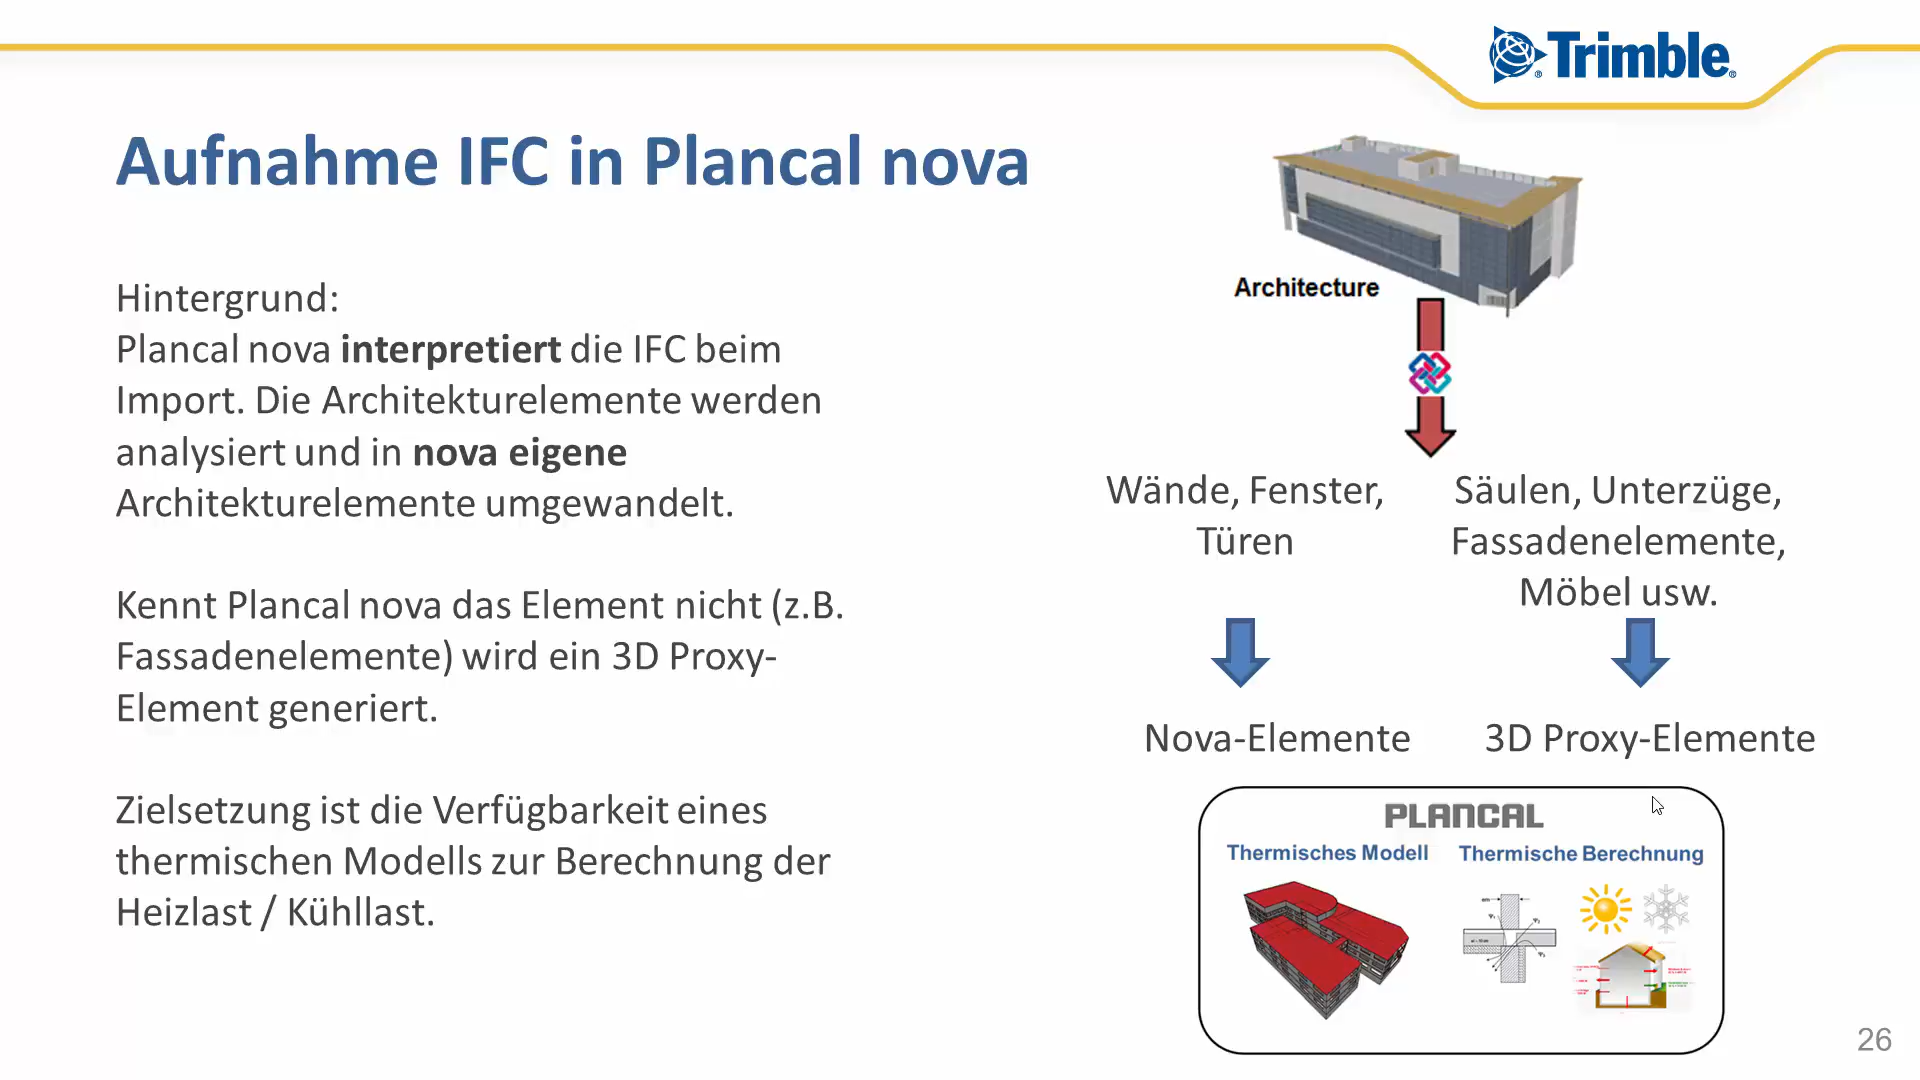 Trimble
Aufnahme IFC in Plancal nova
Hintergrund:
Plancal nova interpretiert die IFC beim
Import. Die Architekturelemente werden
analysiert und in nova eigene
Architekturelemente umgewandelt.
Kennt Plancal nova das Element nicht (z.B.
Fassadenelemente) wird ein 3D Proxy-
Element generiert.
Zielsetzung ist die Verfügbarkeit eines
thermischen Modells zur Berechnung der
Heizlast / Kühllast.
Architecture
Wände, Fenster,
Türen
Säulen, Unterzüge,
Fassadenelemente,
Möbel usw.
Nova-Elemente
3D Proxy-Elemente
PLANCAL
Thermisches Modell
Thermische Berechnung
26